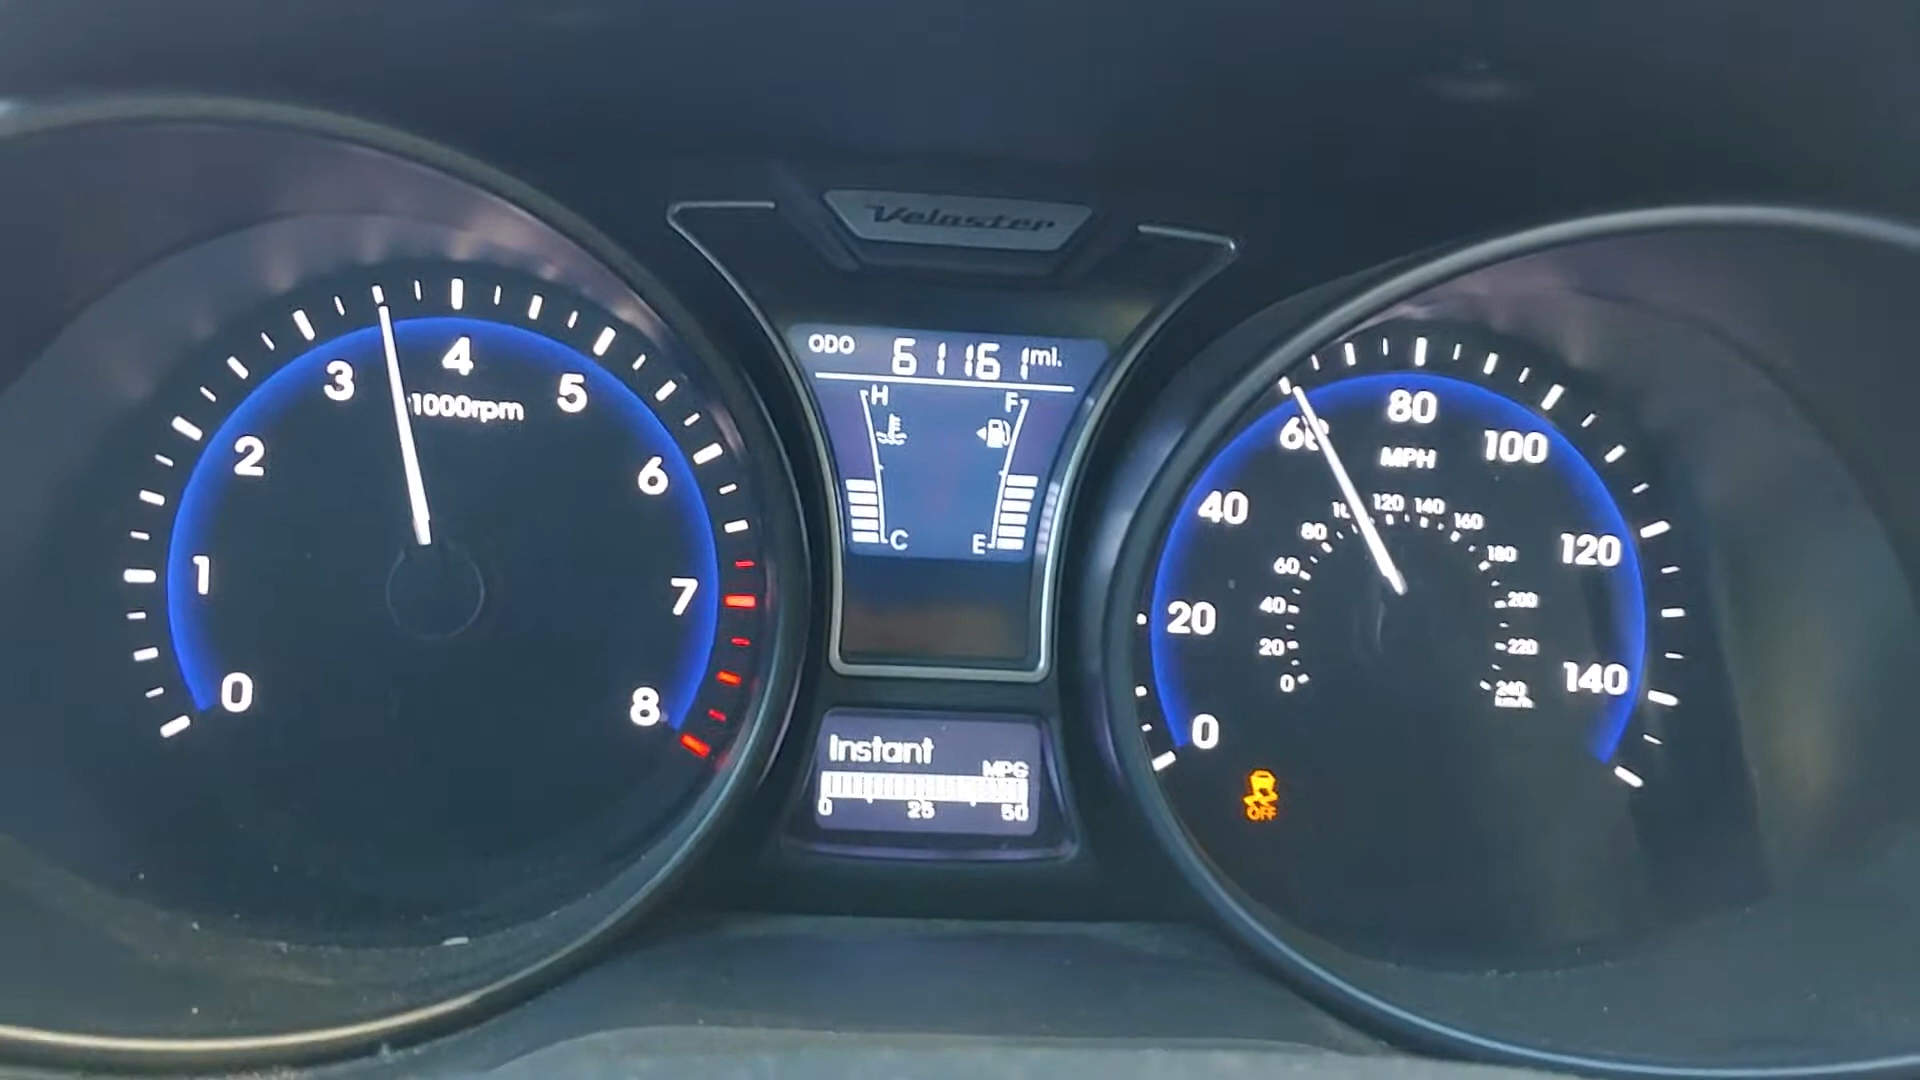 Veloster
ODO 61161 mi.
H F
C E
Instant
MPG
0 25 50
0 1 2 3 4 5 6 7 8
1000rpm
0 20 40 60 80 100 120 140
MPH
0 20 40 60 80 120 140 160 180 200 220 240
km/h
OFF